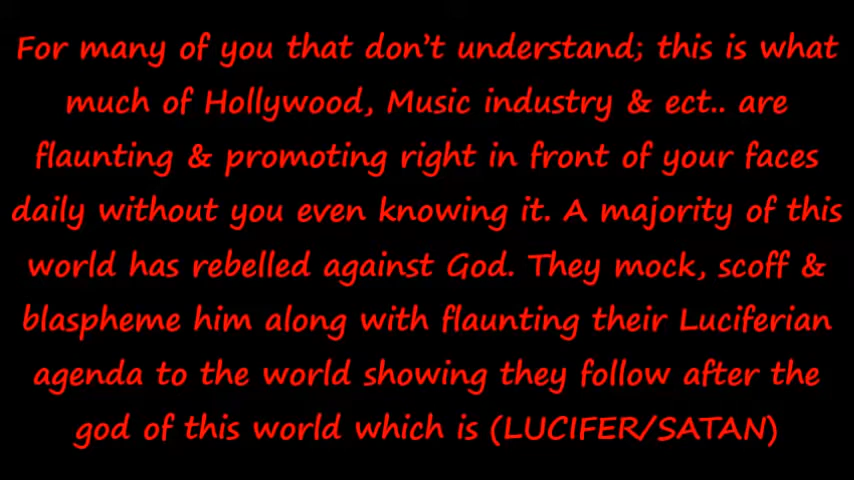 For many of you that don't understand; this is what
much of Hollywood, Music industry & ect.. are
flaunting & promoting right in front of your faces
daily without you even knowing it. A majority of this
world has rebelled against God. They mock, scoff &
blaspheme him along with flaunting their Luciferian
agenda to the world showing they follow after the
god of this world which is (LUCIFER/SATAN)